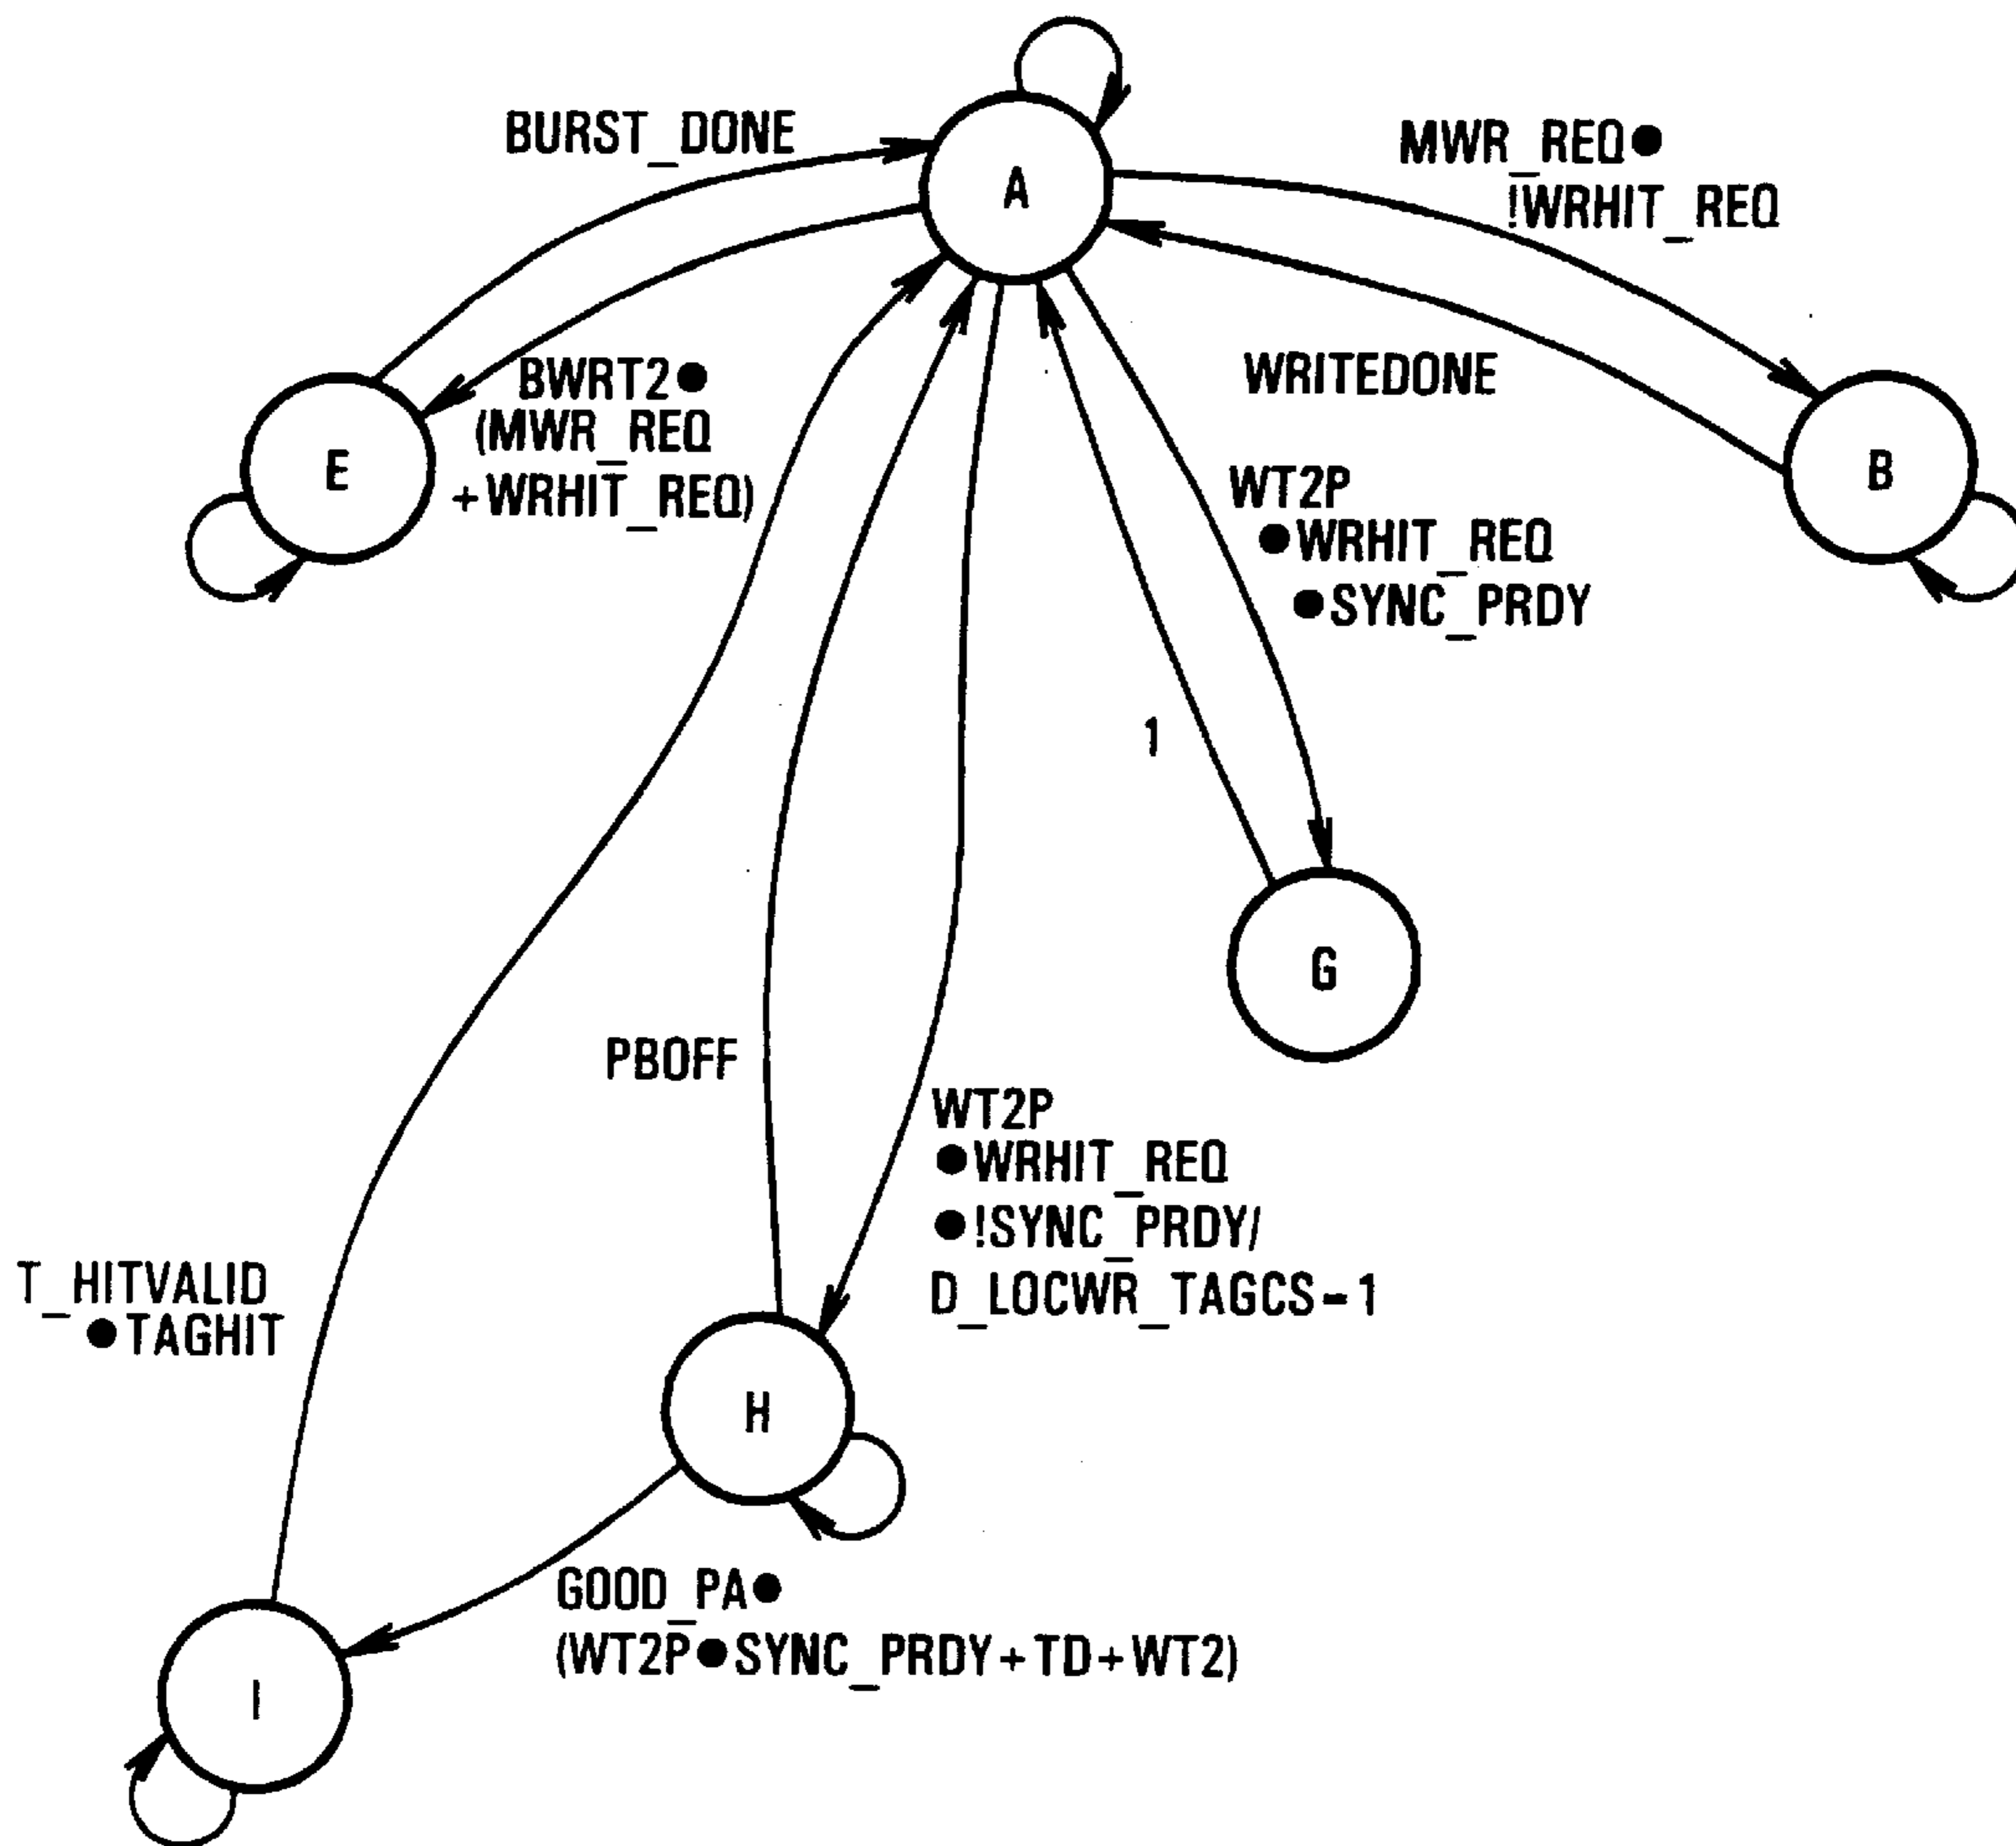 BURST_DONE
A
MWR_REQ●
!WRHIT_REQ
BWRT2●
(MWR_REQ
+WRHIT_REQ)
E
WRITEDONE
B
WT2P
●WRHIT_REQ
●SYNC_PRDY
1
G
PBOFF
WT2P
●WRHIT_REQ
●!SYNC_PRDY/
D_LOCWR_TAGCS=1
T_HITVALID
●TAGHIT
H
GOOD_PA●
(WT2P●SYNC_PRDY+TD+WT2)
I